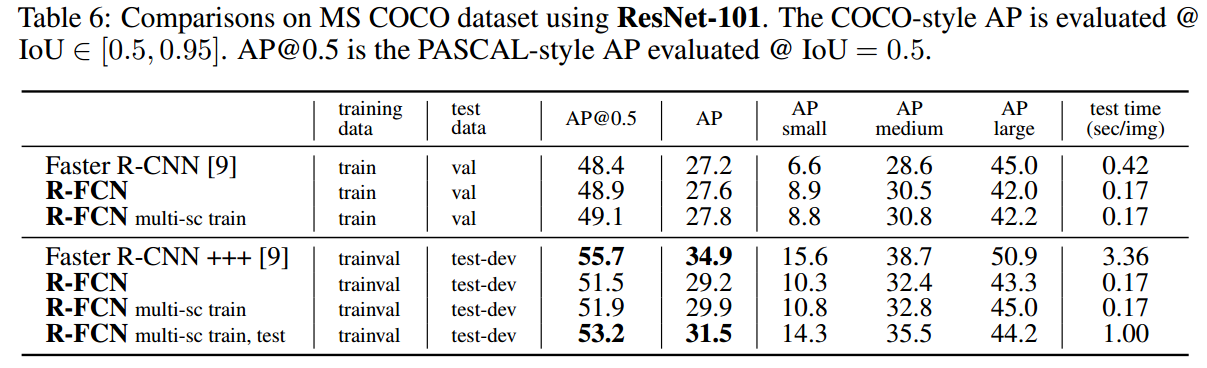 Table 6: Comparisons on MS COCO dataset using ResNet-101. The COCO-style AP is evaluated @
IoU ∈ [0.5, 0.95]. AP@0.5 is the PASCAL-style AP evaluated @ IoU = 0.5.
training data test data AP@0.5 AP AP small AP medium AP large test time (sec/img)
Faster R-CNN [9] train val 48.4 27.2 6.6 28.6 45.0 0.42
R-FCN train val 48.9 27.6 8.9 30.5 42.0 0.17
R-FCN multi-sc train train val 49.1 27.8 8.8 30.8 42.2 0.17
Faster R-CNN +++ [9] trainval test-dev 55.7 34.9 15.6 38.7 50.9 3.36
R-FCN trainval test-dev 51.5 29.2 10.3 32.4 43.3 0.17
R-FCN multi-sc train trainval test-dev 51.9 29.9 10.8 32.8 45.0 0.17
R-FCN multi-sc train, test trainval test-dev 53.2 31.5 14.3 35.5 44.2 1.00